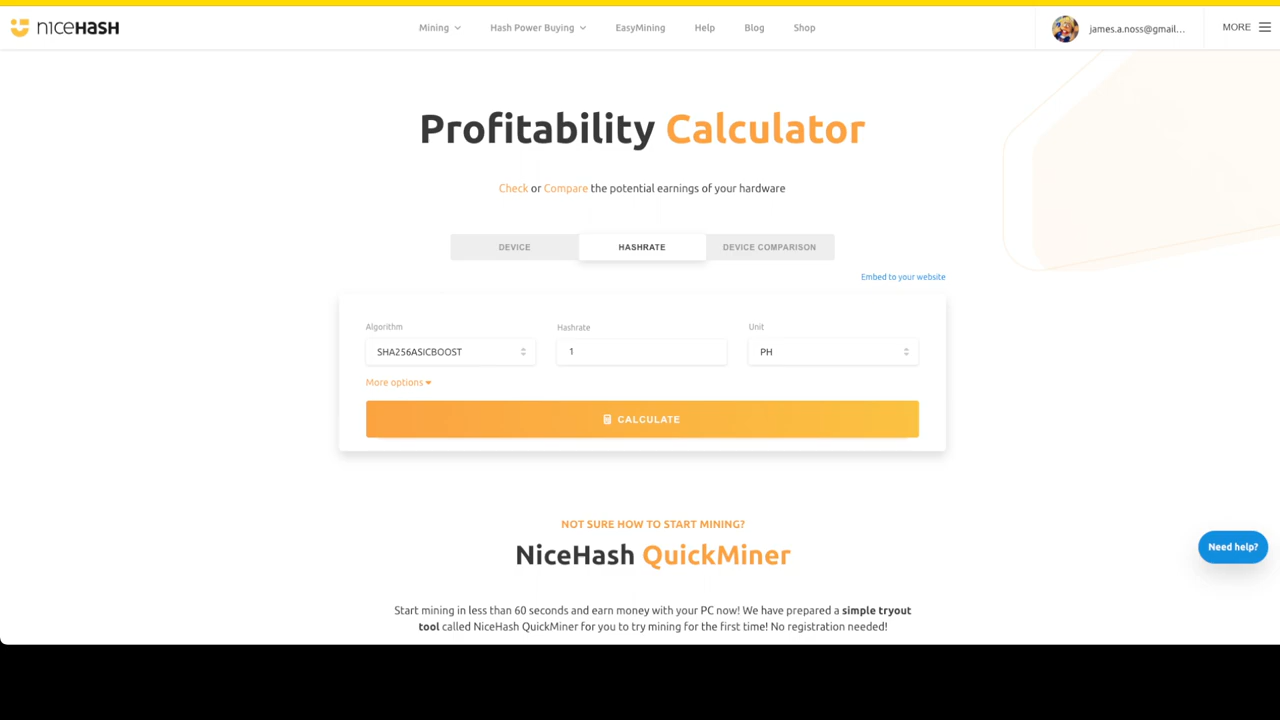 niceHASH
Mining
Hash Power Buying
EasyMining
Help
Blog
Shop
james.a.noss@gmail...
MORE
Profitability Calculator
Check or Compare the potential earnings of your hardware
DEVICE
HASHRATE
DEVICE COMPARISON
Embed to your website
Algorithm
Hashrate
Unit
SHA256ASICBOOST
1
PH
More options
CALCULATE
NOT SURE HOW TO START MINING?
NiceHash QuickMiner
Need help?
Start mining in less than 60 seconds and earn money with your PC now! We have prepared a simple tryout
tool called NiceHash QuickMiner for you to try mining for the first time! No registration needed!